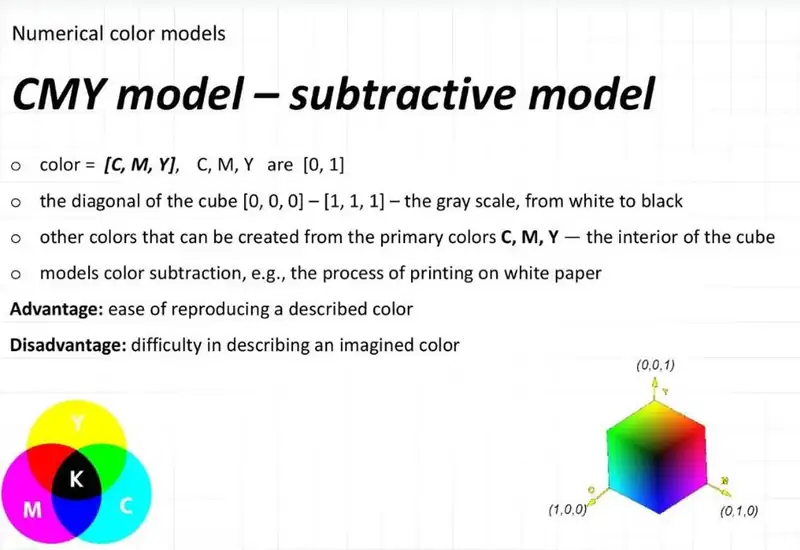 Numerical color models
CMY model – subtractive model
○ color = [C, M, Y], C, M, Y are [0, 1]
○ the diagonal of the cube [0, 0, 0] – [1, 1, 1] – the gray scale, from white to black
○ other colors that can be created from the primary colors C, M, Y — the interior of the cube
○ models color subtraction, e.g., the process of printing on white paper
Advantage: ease of reproducing a described color
Disadvantage: difficulty in describing an imagined color
(0,0,1)
Y
Y
K
M
C
C
M
(1,0,0)
(0,1,0)